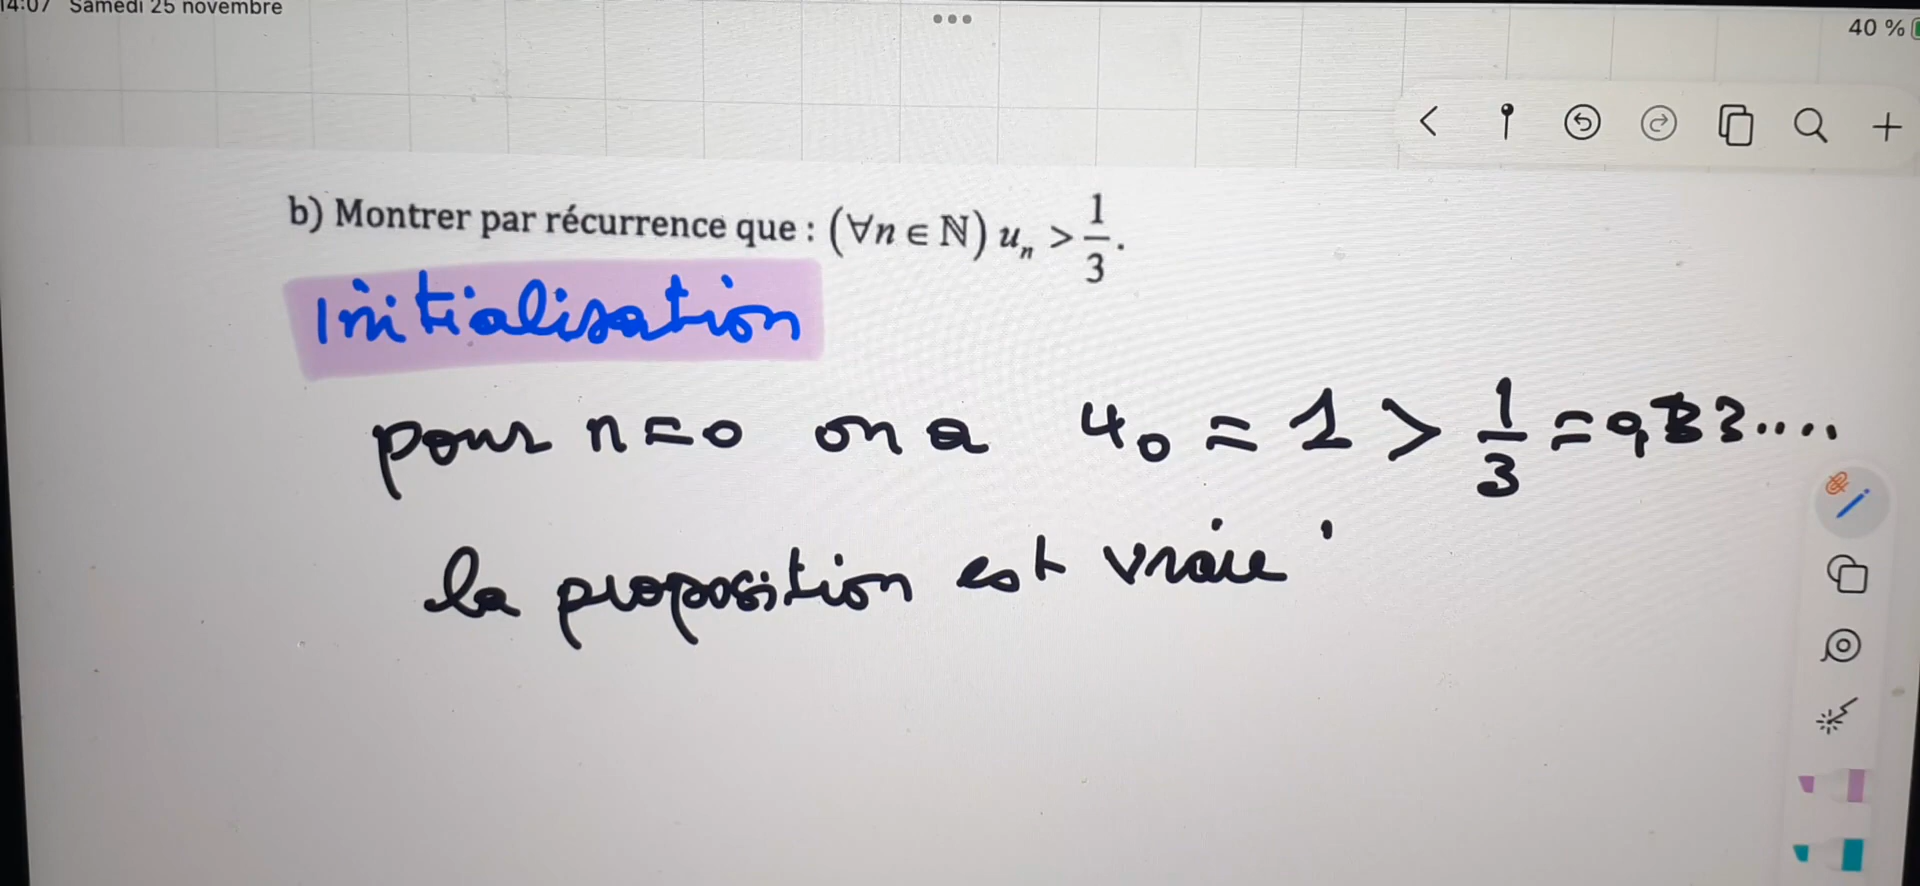 14:07 Samedi 25 novembre
40 %
b) Montrer par récurrence que : (∀n ∈ ℕ) uₙ > 1/3.
Initialisation
pour n=0 on a u₀ = 1 > 1/3 = 0,33....
la proposition est vraie